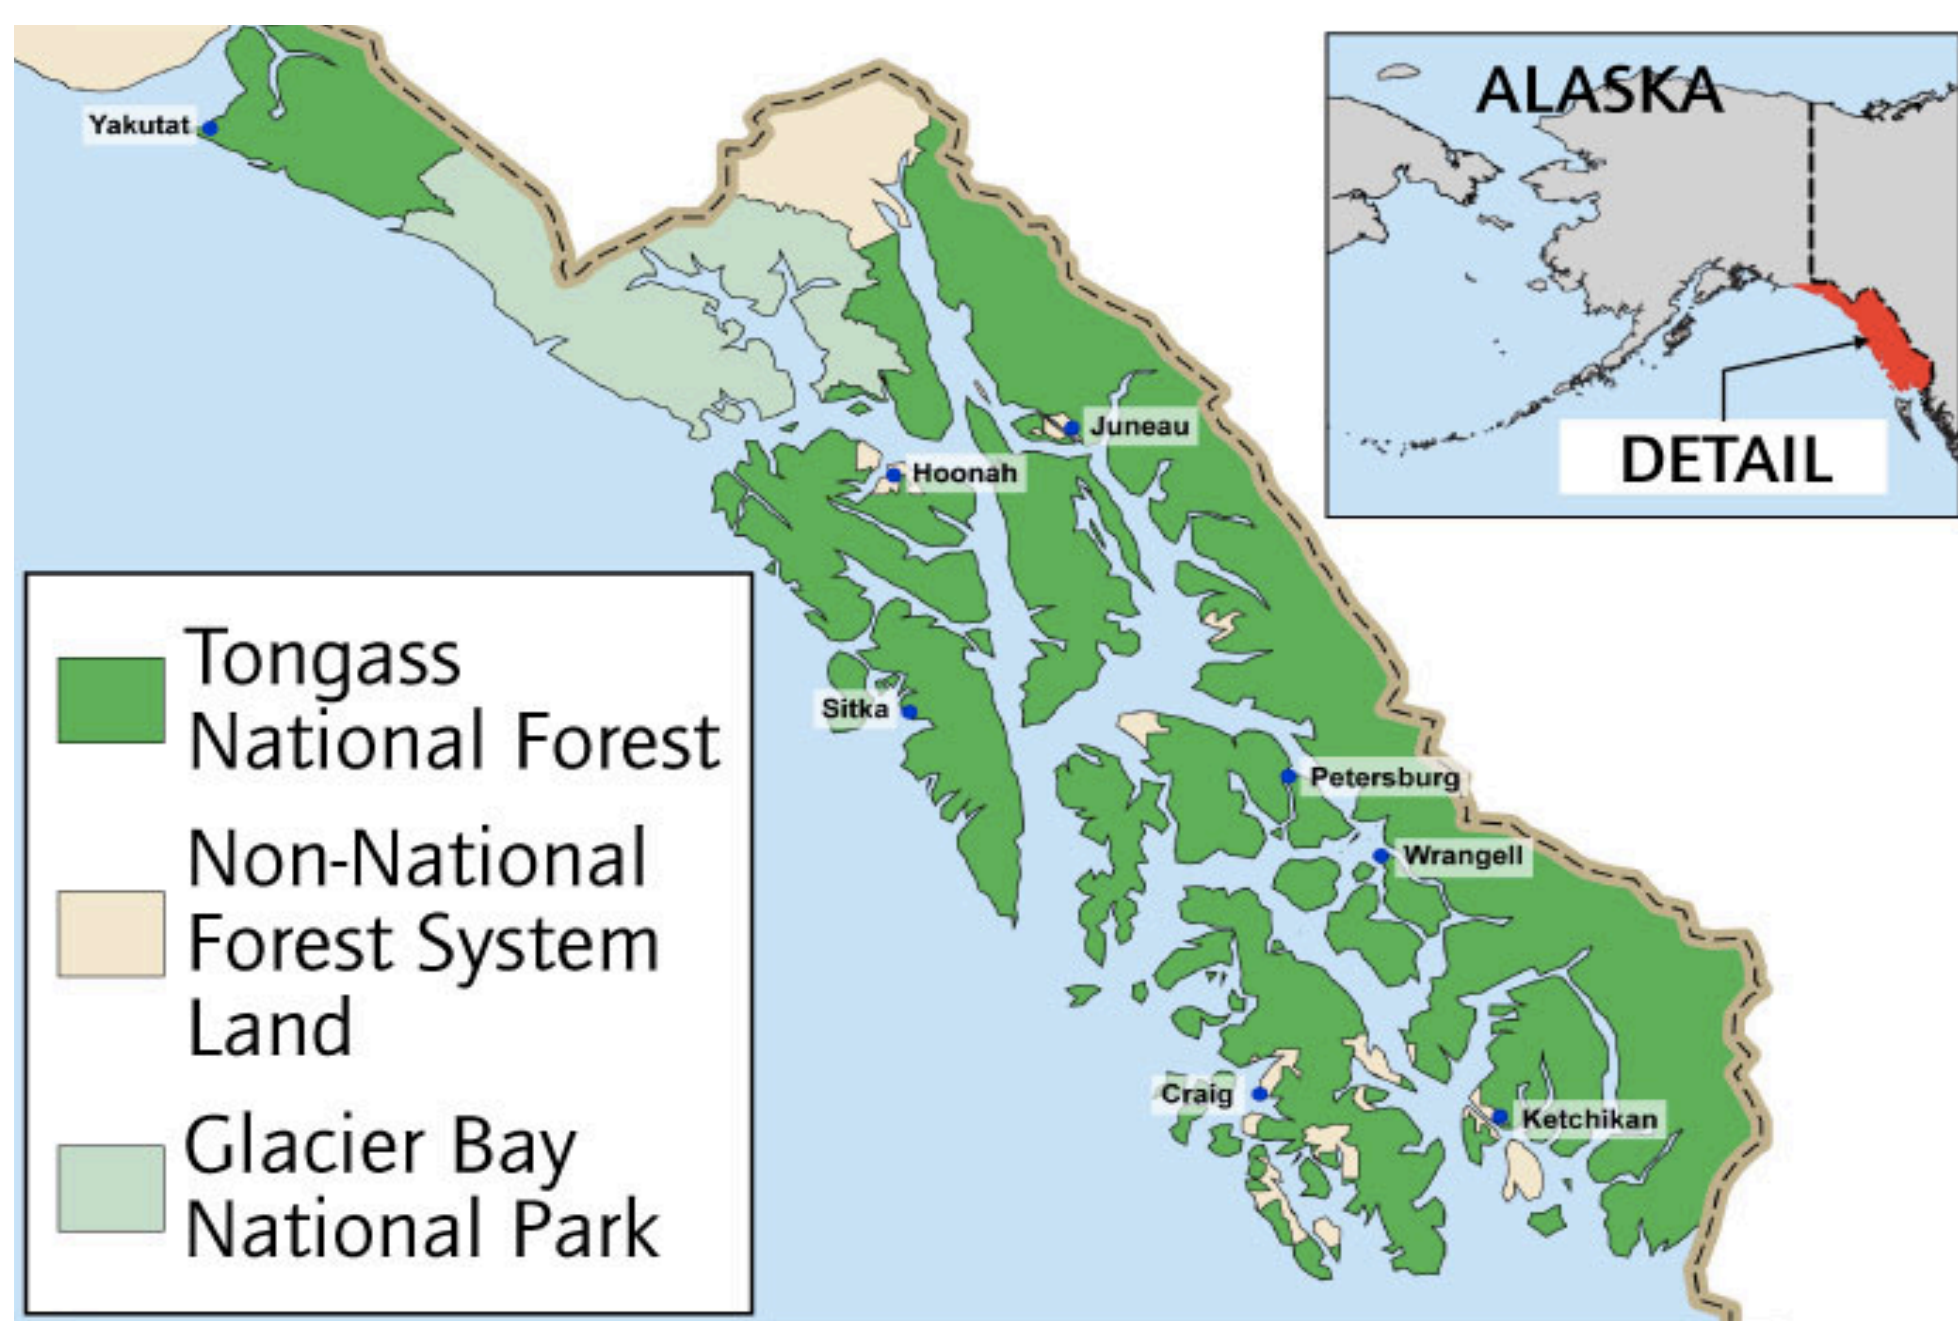 Yakutat
ALASKA
Juneau
Hoonah
DETAIL
Tongass
National Forest
Sitka
Petersburg
Non-National
Forest System
Land
Wrangell
Craig
Ketchikan
Glacier Bay
National Park